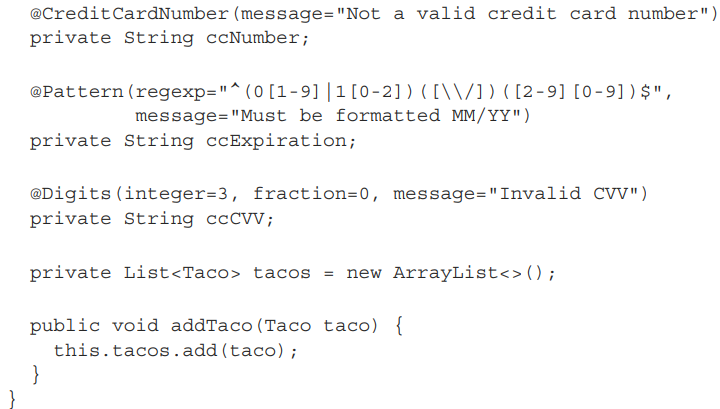 @CreditCardNumber(message="Not a valid credit card number")
private String ccNumber;
@Pattern(regexp="^(0[1-9]|1[0-2])([\\/])([2-9][0-9])$",
message="Must be formatted MM/YY")
private String ccExpiration;
@Digits(integer=3, fraction=0, message="Invalid CVV")
private String ccCVV;
private List<Taco> tacos = new ArrayList<>();
public void addTaco(Taco taco) {
this.tacos.add(taco);
}
}